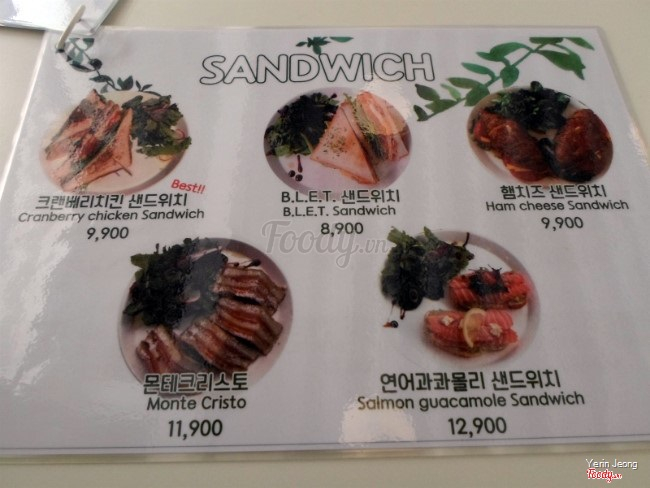 SANDWICH
크랜베리치킨 샌드위치
Best!!
Cranberry chicken Sandwich
9,900
B.L.E.T. 샌드위치
B.L.E.T. Sandwich
8,900
햄치즈 샌드위치
Ham cheese Sandwich
9,900
Foody.vn
몬테크리스토
Monte Cristo
11,900
연어과콰몰리 샌드위치
Salmon guacamole Sandwich
12,900
Yerin Jeong
Foody.vn